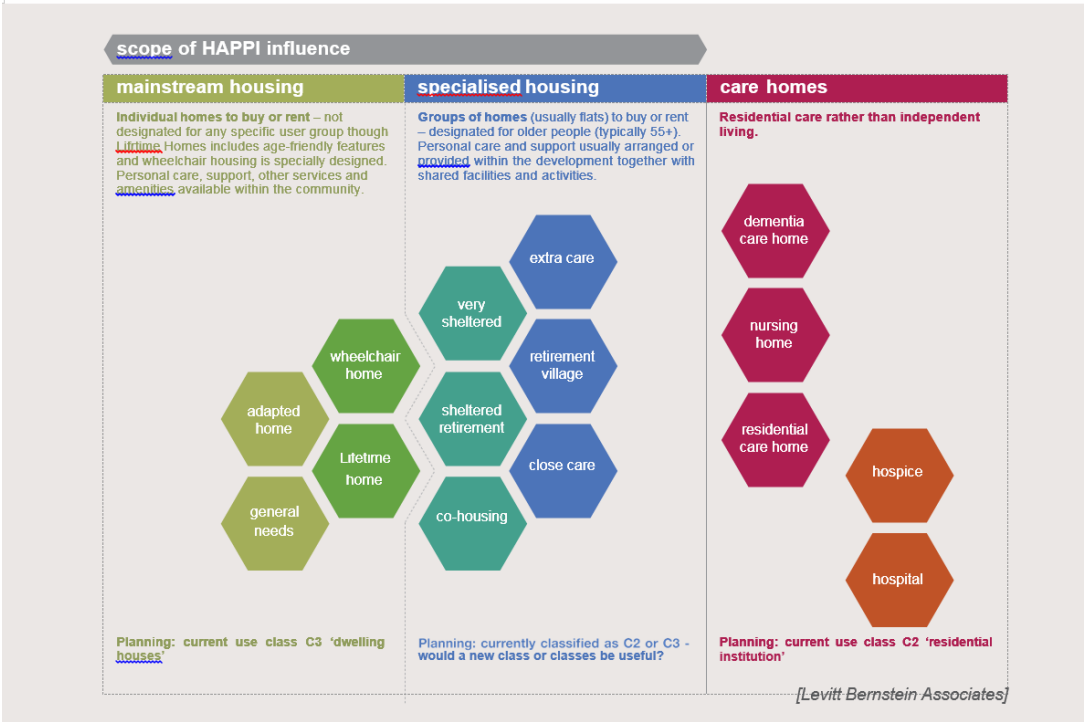 scope of HAPPI influence
mainstream housing
Individual homes to buy or rent – not
designated for any specific user group though
Lifrtime Homes includes age-friendly features
and wheelchair housing is specially designed.
Personal care, support, other services and
amenities available within the community.
adapted
home
general
needs
wheelchair
home
Lifetime
home
Planning: current use class C3 ‘dwelling
houses’
specialised housing
Groups of homes (usually flats) to buy or rent
– designated for older people (typically 55+).
Personal care and support usually arranged or
provided within the development together with
shared facilities and activities.
very
sheltered
sheltered
retirement
co-housing
extra care
retirement
village
close care
Planning: currently classified as C2 or C3 -
would a new class or classes be useful?
care homes
Residential care rather than independent
living.
dementia
care home
nursing
home
residential
care home
hospice
hospital
Planning: current use class C2 ‘residential
institution’
[Levitt Bernstein Associates]